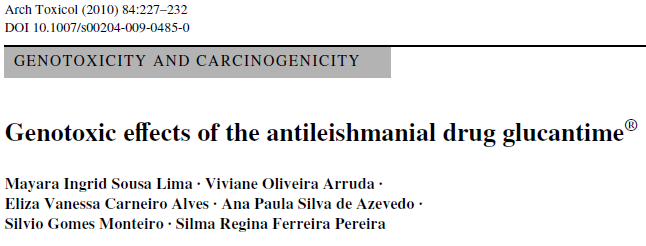 Arch Toxicol (2010) 84:227–232
DOI 10.1007/s00204-009-0485-0
GENOTOXICITY AND CARCINOGENICITY
Genotoxic effects of the antileishmanial drug glucantime®
Mayara Ingrid Sousa Lima · Viviane Oliveira Arruda ·
Eliza Vanessa Carneiro Alves · Ana Paula Silva de Azevedo ·
Silvio Gomes Monteiro · Silma Regina Ferreira Pereira